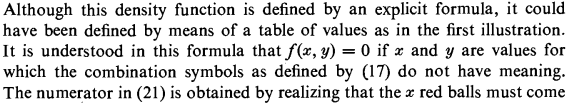 Although this density function is defined by an explicit formula, it could
have been defined by means of a table of values as in the first illustration.
It is understood in this formula that f(x, y) = 0 if x and y are values for
which the combination symbols as defined by (17) do not have meaning.
The numerator in (21) is obtained by realizing that the x red balls must come